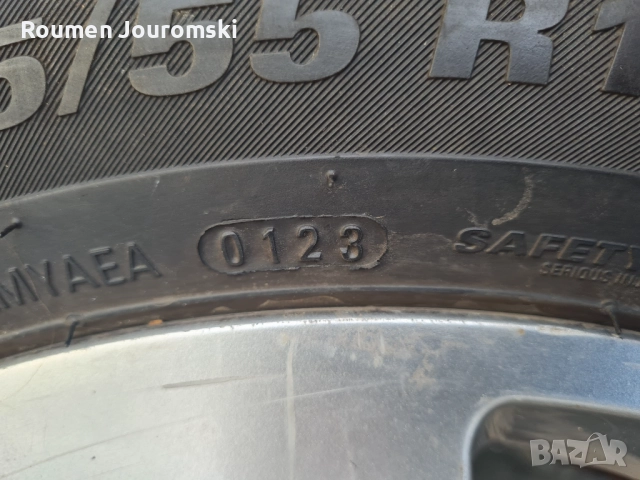 Roumen Jouromski
5/55 R1
MYAEA 0123 SAFETY
SERIOUS
BAZAR